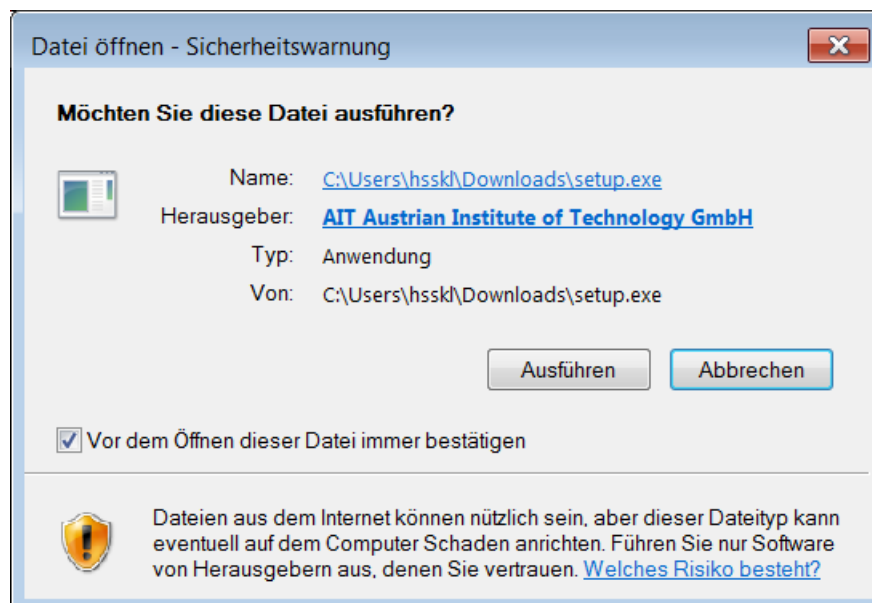 Datei öffnen - Sicherheitswarnung
Möchten Sie diese Datei ausführen?
Name: C:\Users\hsskl\Downloads\setup.exe
Herausgeber: AIT Austrian Institute of Technology GmbH
Typ: Anwendung
Von: C:\Users\hsskl\Downloads\setup.exe
Ausführen Abbrechen
Vor dem Öffnen dieser Datei immer bestätigen
Dateien aus dem Internet können nützlich sein, aber dieser Dateityp kann
eventuell auf dem Computer Schaden anrichten. Führen Sie nur Software
von Herausgebern aus, denen Sie vertrauen. Welches Risiko besteht?